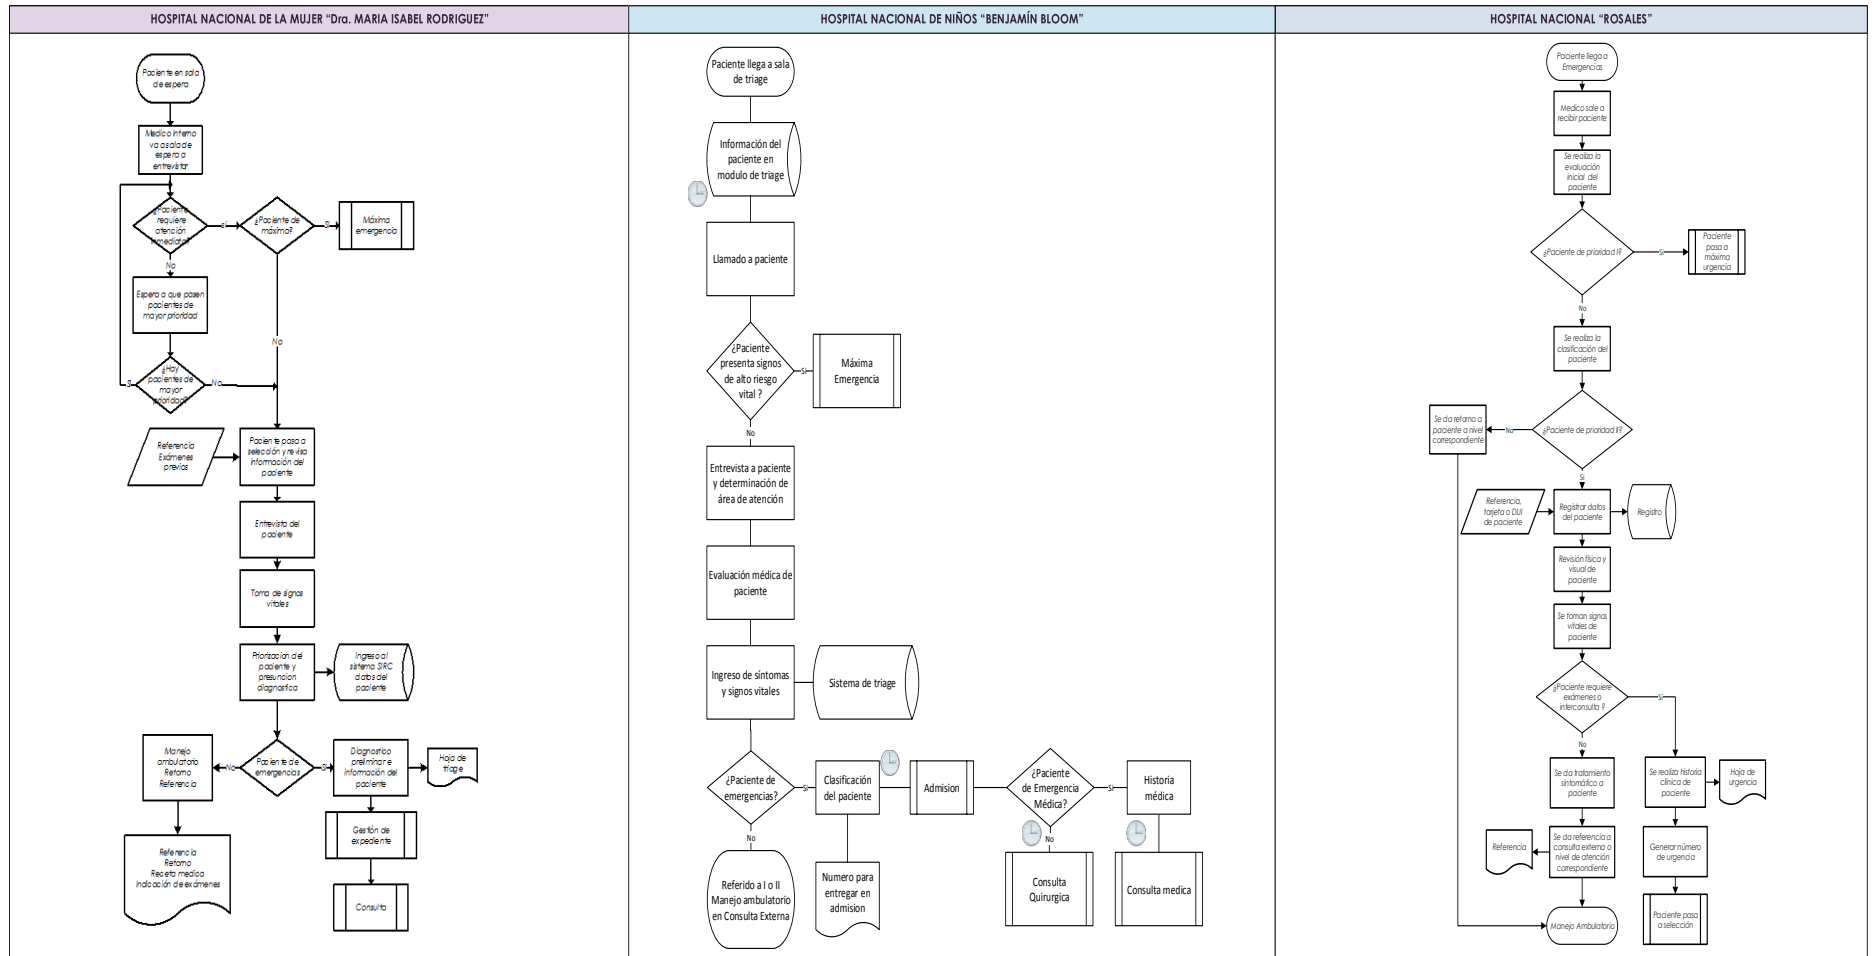 HOSPITAL NACIONAL DE LA MUJER “Dra. MARIA ISABEL RODRIGUEZ”
Paciente en sala
de espera
Medico interno
va a sala de
espera a
entrevistar
¿Paciente
requiere
atención
inmediata?
si
¿Paciente de
máxima?
Si
Máxima
emergencia
No
Espera a que pasen
pacientes de
mayor prioridad
No
¿Hay
pacientes de
mayor
prioridad?
Si
No
Referencia
Exámenes
previos
Paciente pasa a
selección y revisa
información del
paciente
Entrevista del
paciente
Toma de signos
vitales
Priorizacion del
paciente y
presuncion
diagnostica
Ingreso al
sistema SIRC
datos del
paciente
Manejo
ambulatorio
Retorno
Referencia
No
Paciente de
emergencias
Si
Diagnostico
preliminar e
información del
paciente
Hoja de
triage
Gestión de
expediente
Referencia
Retorno
Receta medica
Indicación de exámenes
Consulta
HOSPITAL NACIONAL DE NIÑOS “BENJAMÍN BLOOM”
Paciente llega a sala
de triage
Información del
paciente en
modulo de triage
Llamado a paciente
¿Paciente
presenta signos
de alto riesgo
vital ?
Si
Máxima
Emergencia
No
Entrevista a paciente
y determinación de
área de atención
Evaluación médica de
paciente
Ingreso de síntomas
y signos vitales
Sistema de triage
¿Paciente de
emergencias?
Si
Clasificación
del paciente
Admision
¿Paciente
de Emergencia
Médica?
Si
Historia
médica
No
No
Referido a I o II
Manejo ambulatorio
en Consulta Externa
Numero para
entregar en
admision
Consulta
Quirurgica
Consulta medica
HOSPITAL NACIONAL “ROSALES”
Paciente llega a
Emergencias
Medico sale a
recibir paciente
Se realiza la
evaluación
inicial del
paciente
¿Paciente de prioridad I?
Si
Paciente
pasa a
máxima
urgencia
No
Se realiza la
clasificación del
paciente
Se da retorno a
paciente a nivel
correspondiente
No
¿Paciente de prioridad II?
Si
Referencia,
tarjeta o DUI
de paciente
Registrar datos
del paciente
Registro
Revisión física y
visual de
paciente
Se toman signos
vitales de
paciente
¿Paciente requiere
exámenes o
interconsulta ?
Si
No
Se da tratamiento
sintomático a
paciente
Se realiza historia
clínica de
paciente
Hoja de
urgencia
Referencia
Se da referencia a
consulta externa o
nivel de atención
correspondiente
Generar número
de urgencia
Manejo Ambulatorio
Paciente pasa
a selección